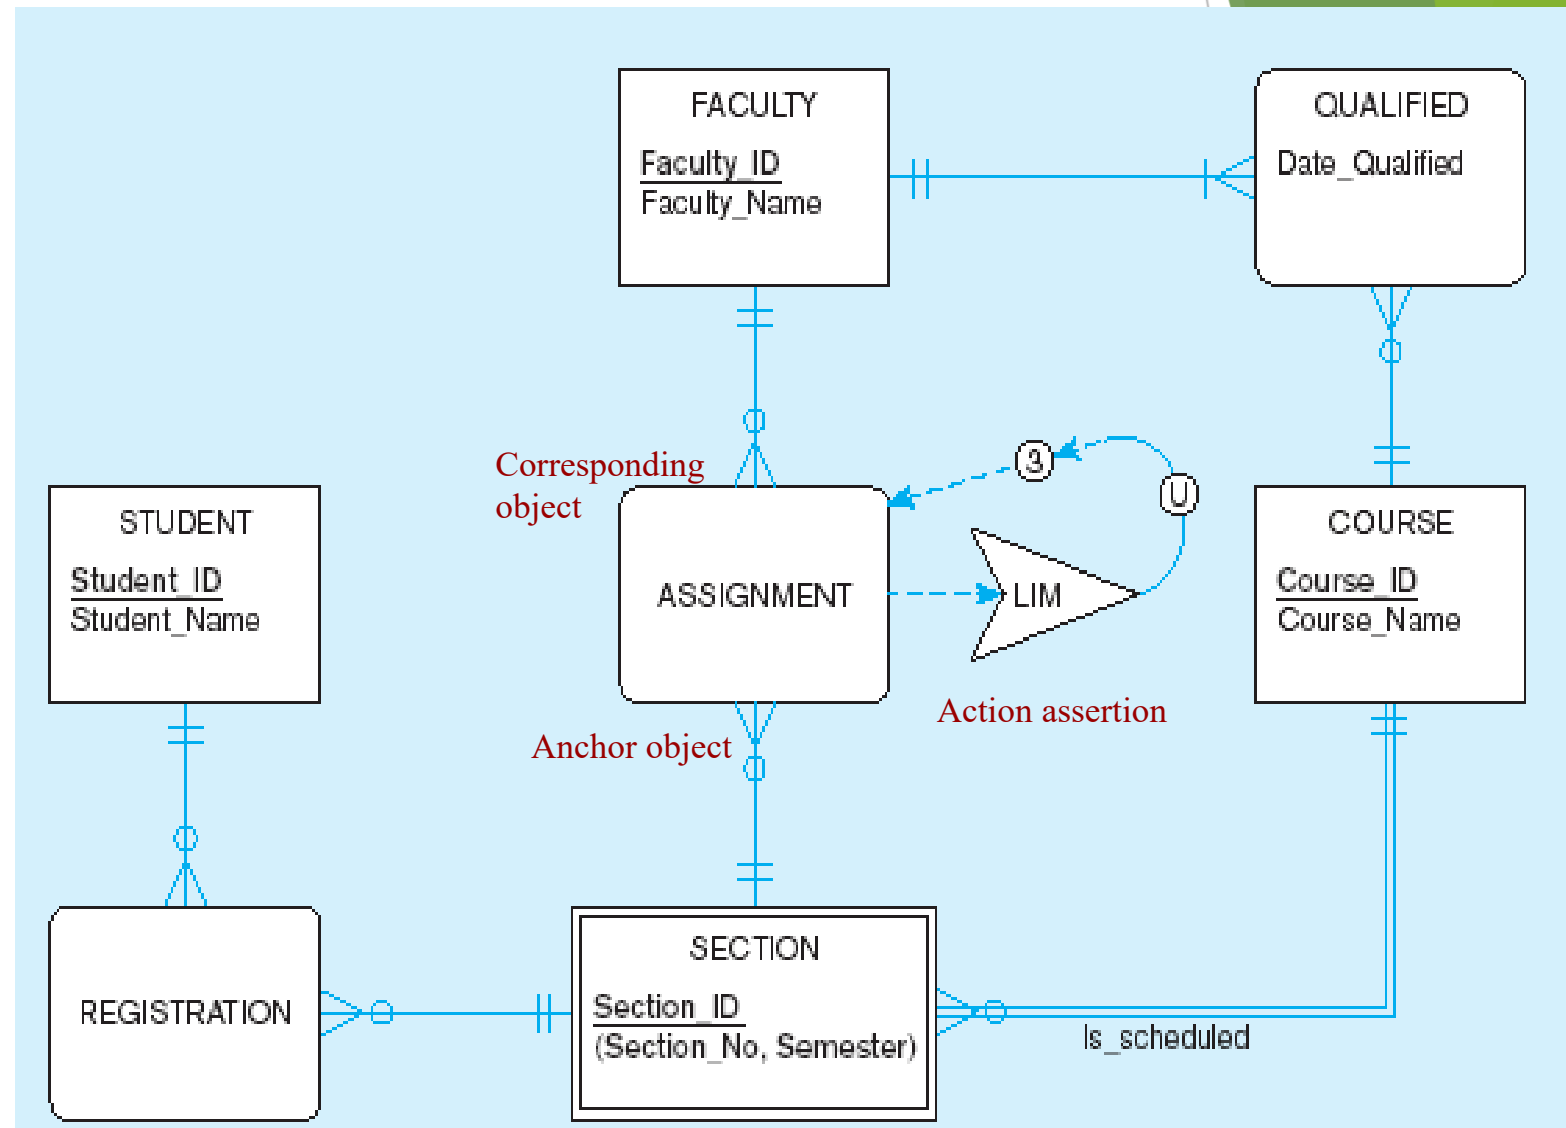 FACULTY
Faculty_ID
Faculty_Name
QUALIFIED
Date_Qualified
Corresponding
object
3
U
STUDENT
Student_ID
Student_Name
ASSIGNMENT
LIM
COURSE
Course_ID
Course_Name
Action assertion
Anchor object
REGISTRATION
SECTION
Section_ID
(Section_No, Semester)
Is_scheduled